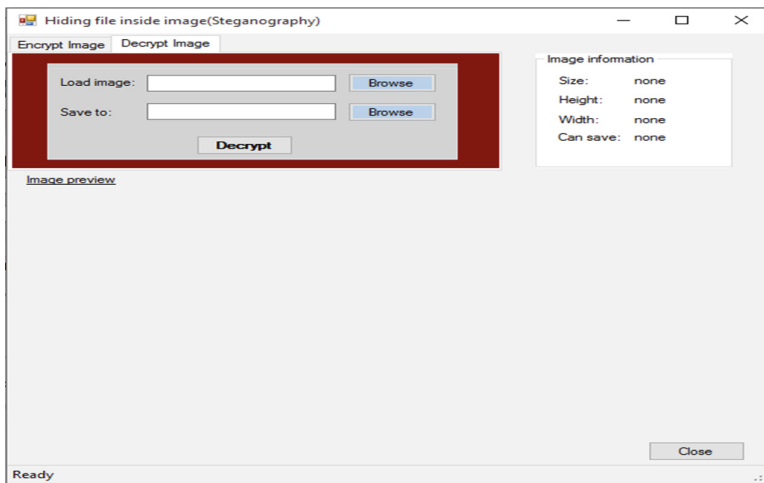 Hiding file inside image(Steganography)
Encrypt Image Decrypt Image
Load image: Browse
Save to: Browse
Decrypt
Image information
Size: none
Height: none
Width: none
Can save: none
Image preview
Close
Ready